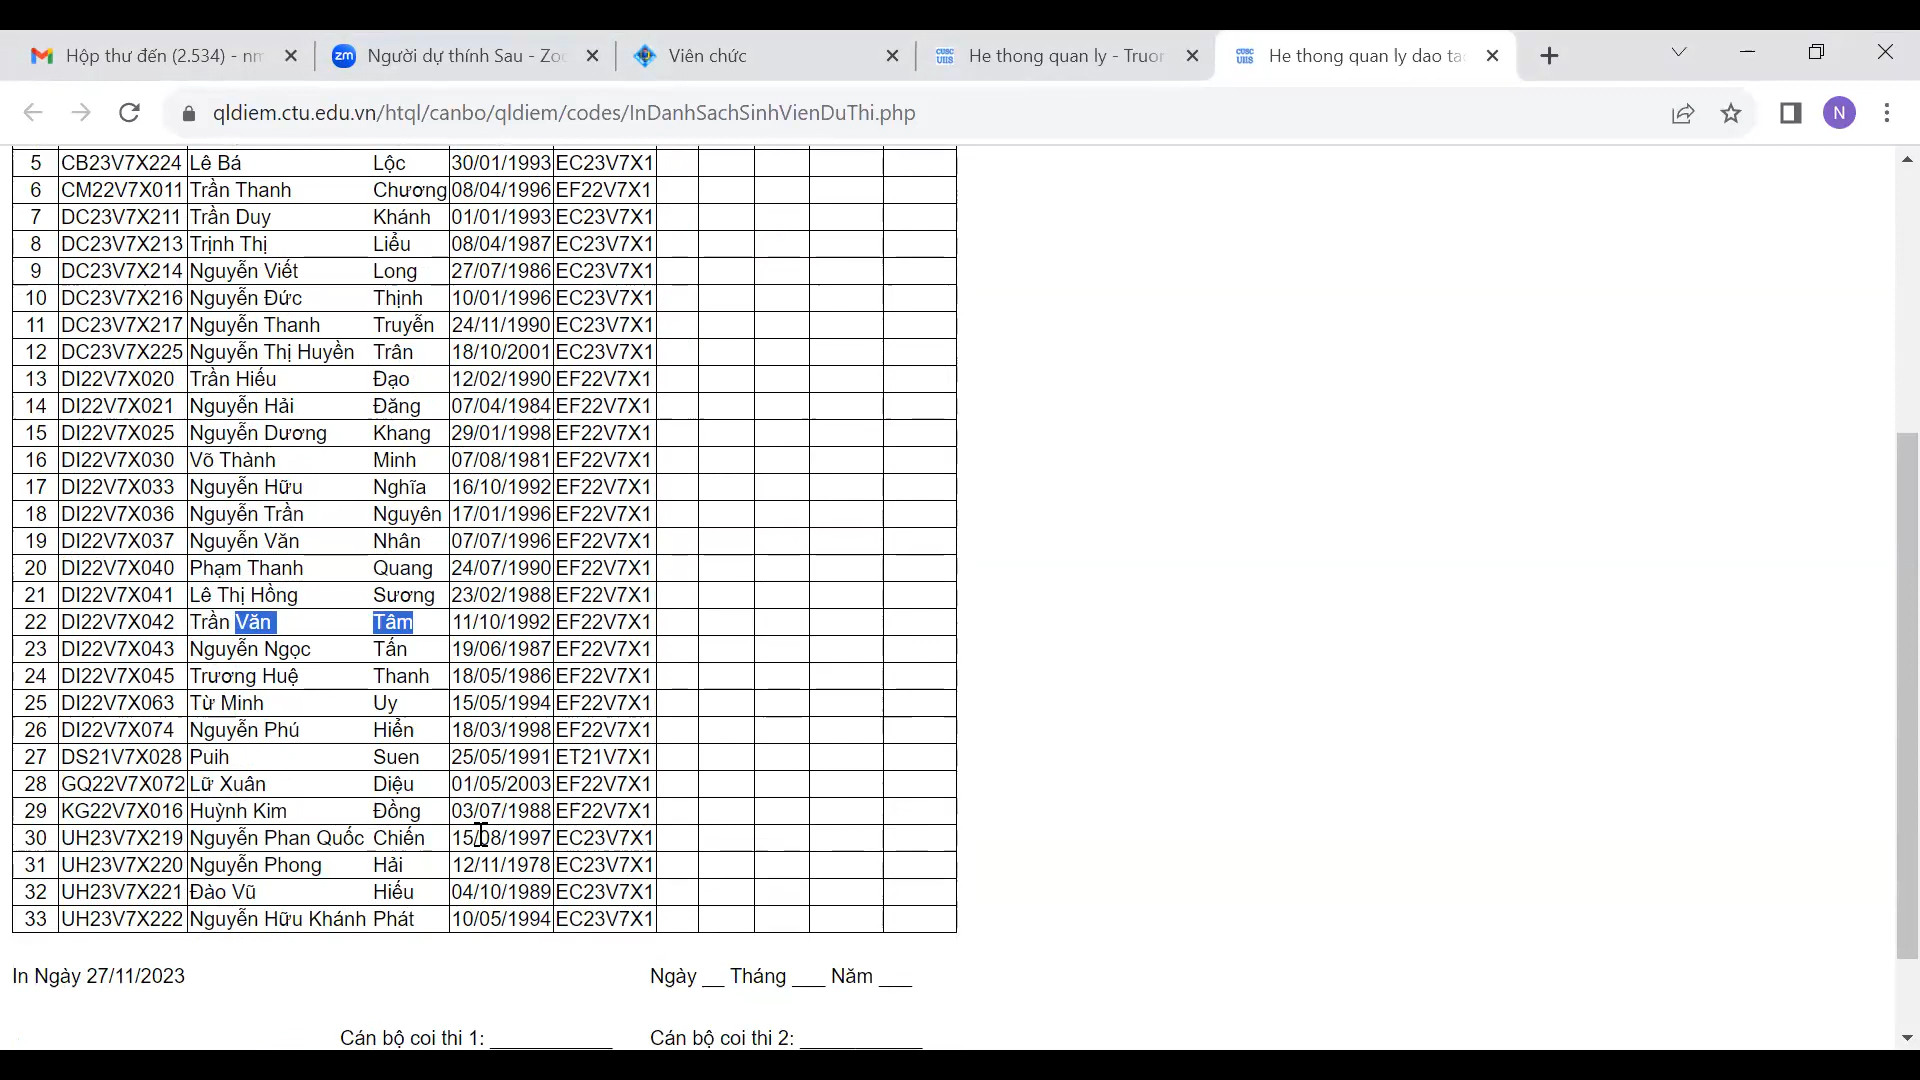 Hộp thư đến (2.534) - nm
Người dự thính Sau - Zoo
Viên chức
He thong quan ly - Truon
He thong quan ly dao tao
qldiem.ctu.edu.vn/htql/canbo/qldiem/codes/InDanhSachSinhVienDuThi.php
N
5 CB23V7X224 Lê Bá Lộc 30/01/1993 EC23V7X1
6 CM22V7X011 Trần Thanh Chương 08/04/1996 EF22V7X1
7 DC23V7X211 Trần Duy Khánh 01/01/1993 EC23V7X1
8 DC23V7X213 Trịnh Thị Liểu 08/04/1987 EC23V7X1
9 DC23V7X214 Nguyễn Viết Long 27/07/1986 EC23V7X1
10 DC23V7X216 Nguyễn Đức Thịnh 10/01/1996 EC23V7X1
11 DC23V7X217 Nguyễn Thanh Truyễn 24/11/1990 EC23V7X1
12 DC23V7X225 Nguyễn Thị Huyền Trân 18/10/2001 EC23V7X1
13 DI22V7X020 Trần Hiếu Đạo 12/02/1990 EF22V7X1
14 DI22V7X021 Nguyễn Hải Đăng 07/04/1984 EF22V7X1
15 DI22V7X025 Nguyễn Dương Khang 29/01/1998 EF22V7X1
16 DI22V7X030 Võ Thành Minh 07/08/1981 EF22V7X1
17 DI22V7X033 Nguyễn Hữu Nghĩa 16/10/1992 EF22V7X1
18 DI22V7X036 Nguyễn Trần Nguyên 17/01/1996 EF22V7X1
19 DI22V7X037 Nguyễn Văn Nhân 07/07/1996 EF22V7X1
20 DI22V7X040 Phạm Thanh Quang 24/07/1990 EF22V7X1
21 DI22V7X041 Lê Thị Hồng Sương 23/02/1988 EF22V7X1
22 DI22V7X042 Trần Văn Tâm 11/10/1992 EF22V7X1
23 DI22V7X043 Nguyễn Ngọc Tấn 19/06/1987 EF22V7X1
24 DI22V7X045 Trương Huệ Thanh 18/05/1986 EF22V7X1
25 DI22V7X063 Từ Minh Uy 15/05/1994 EF22V7X1
26 DI22V7X074 Nguyễn Phú Hiển 18/03/1998 EF22V7X1
27 DS21V7X028 Puih Suen 25/05/1991 ET21V7X1
28 GQ22V7X072 Lữ Xuân Diệu 01/05/2003 EF22V7X1
29 KG22V7X016 Huỳnh Kim Đồng 03/07/1988 EF22V7X1
30 UH23V7X219 Nguyễn Phan Quốc Chiến 15/08/1997 EC23V7X1
31 UH23V7X220 Nguyễn Phong Hải 12/11/1978 EC23V7X1
32 UH23V7X221 Đào Vũ Hiếu 04/10/1989 EC23V7X1
33 UH23V7X222 Nguyễn Hữu Khánh Phát 10/05/1994 EC23V7X1
In Ngày 27/11/2023 Ngày __ Tháng ___ Năm ___
Cán bộ coi thi 1: ___________ Cán bộ coi thi 2: ___________